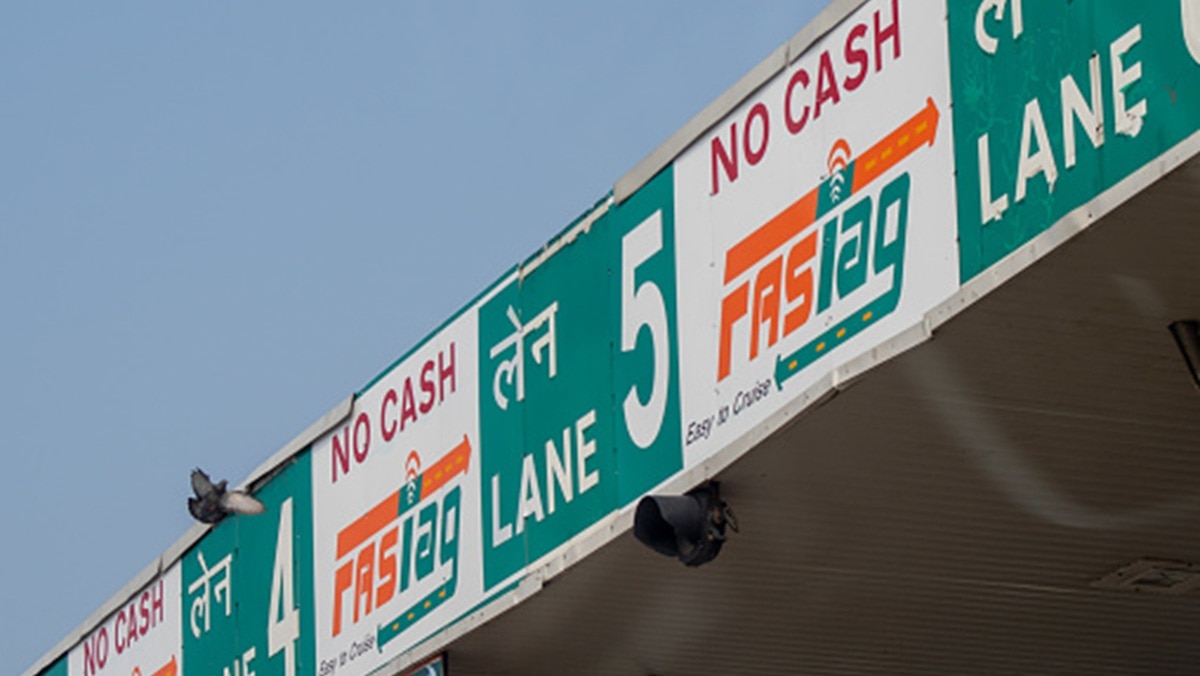 NO CASH
लेन
4
NO CASH
FASTag
Easy to Cruise
लेन
LANE
5
NO CASH
FASTag
Easy to Cruise
LANE